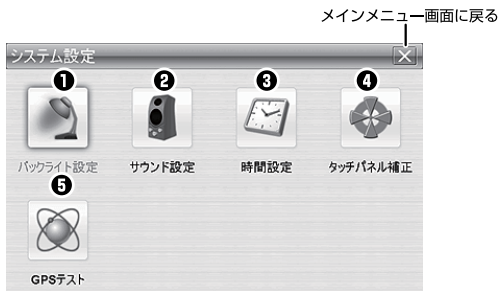 メインメニュー画面に戻る
システム設定
❶ ❷ ❸ ❹
バックライト設定 サウンド設定 時間設定 タッチパネル補正
❺
GPSテスト